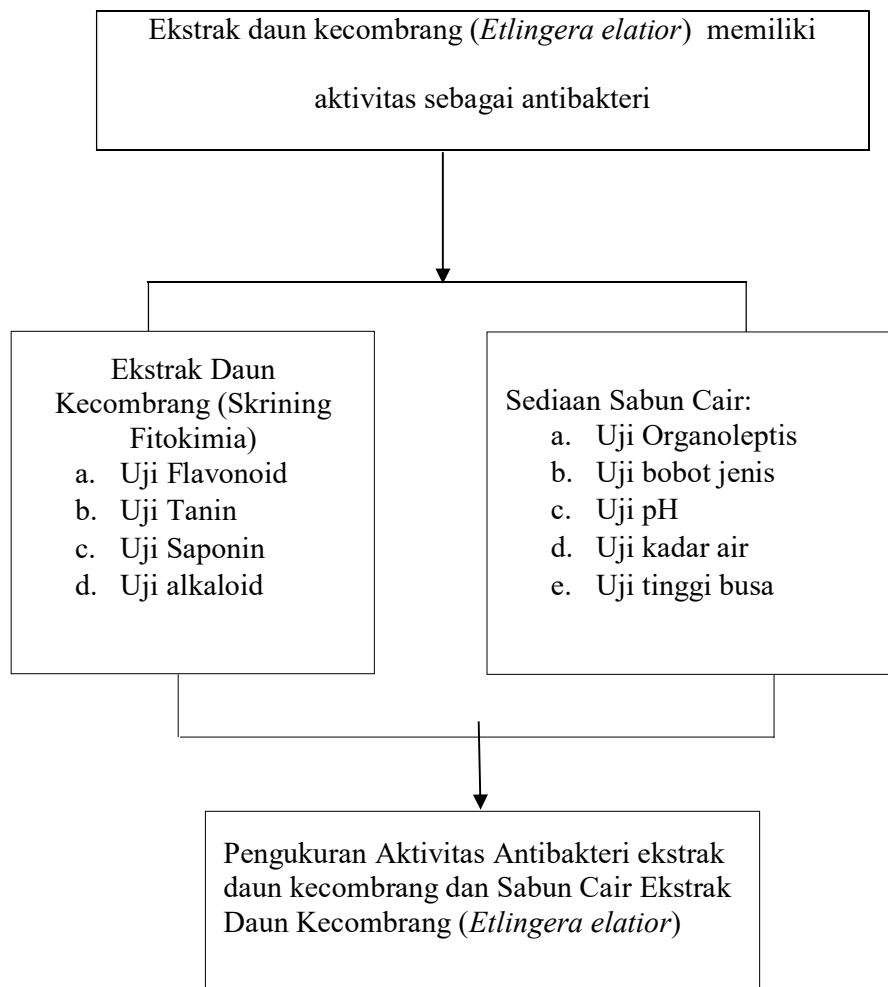 Ekstrak daun kecombrang (Etlingera elatior) memiliki
aktivitas sebagai antibakteri
Ekstrak Daun
Kecombrang (Skrining
Fitokimia)
a. Uji Flavonoid
b. Uji Tanin
c. Uji Saponin
d. Uji alkaloid
Sediaan Sabun Cair:
a. Uji Organoleptis
b. Uji bobot jenis
c. Uji pH
d. Uji kadar air
e. Uji tinggi busa
Pengukuran Aktivitas Antibakteri ekstrak
daun kecombrang dan Sabun Cair Ekstrak
Daun Kecombrang (Etlingera elatior)